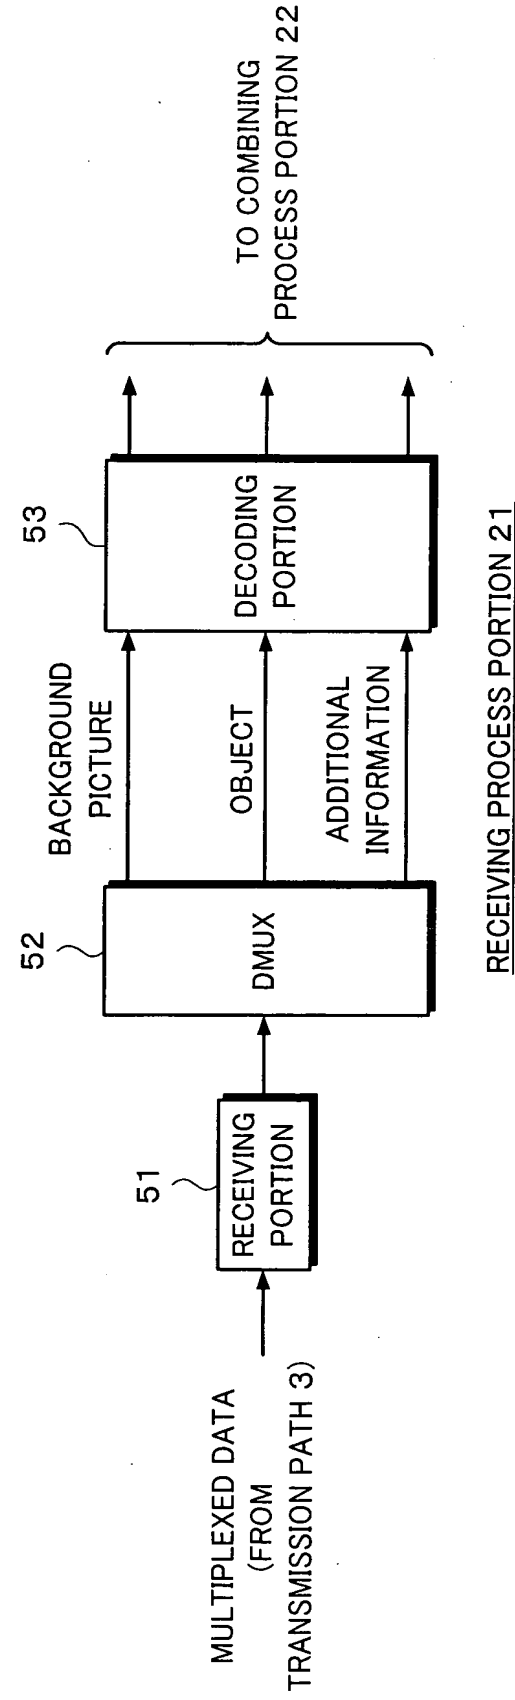 MULTIPLEXED DATA
(FROM
TRANSMISSION PATH 3)
51
RECEIVING
PORTION
52
DMUX
BACKGROUND
PICTURE
OBJECT
ADDITIONAL
INFORMATION
53
DECODING
PORTION
TO COMBINING
PROCESS PORTION 22
RECEIVING PROCESS PORTION 21